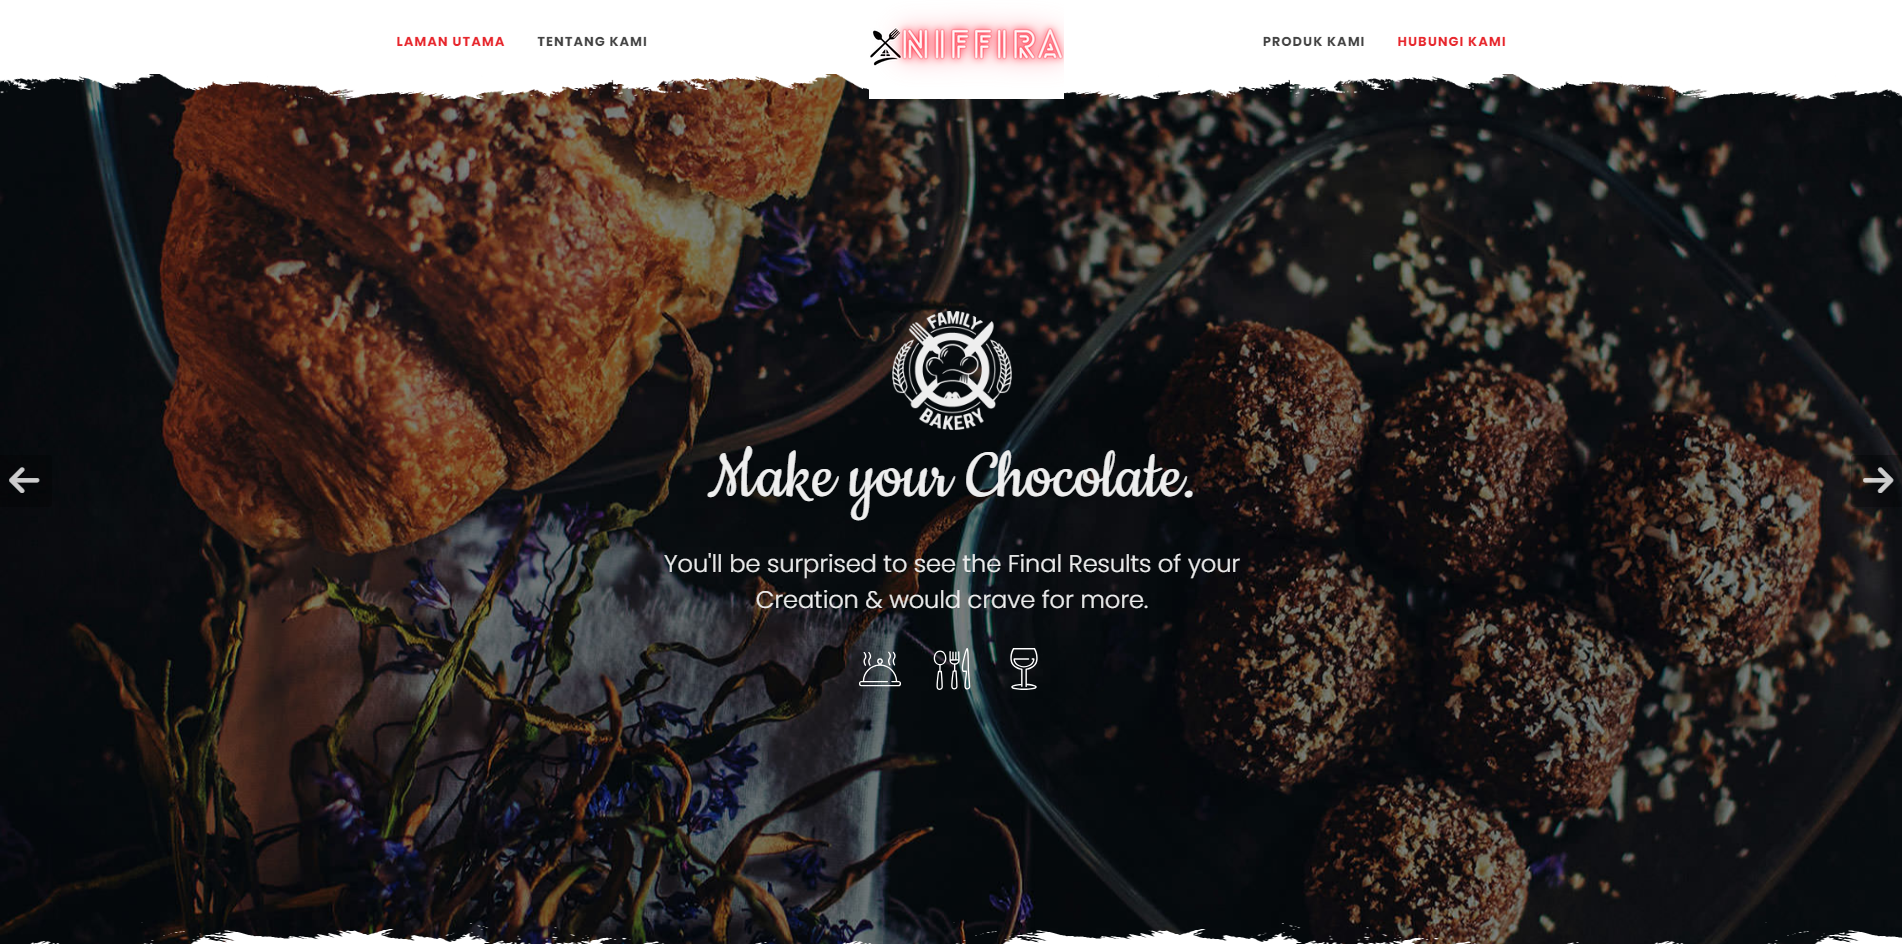 LAMAN UTAMA
TENTANG KAMI
NIFFIRA
PRODUK KAMI
HUBUNGI KAMI
FAMILY
BAKERY
Make your Chocolate.
You'll be surprised to see the Final Results of your
Creation & would crave for more.